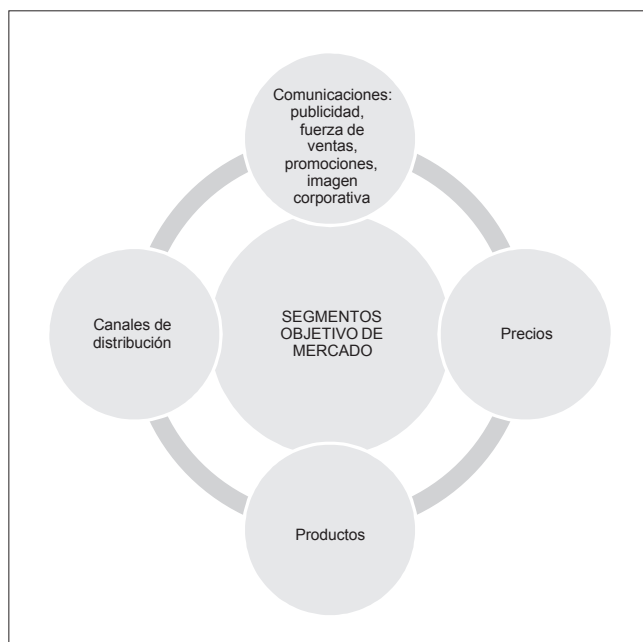 Comunicaciones:
publicidad,
fuerza de
ventas,
promociones,
imagen
corporativa
Canales de
distribución
SEGMENTOS
OBJETIVO DE
MERCADO
Precios
Productos